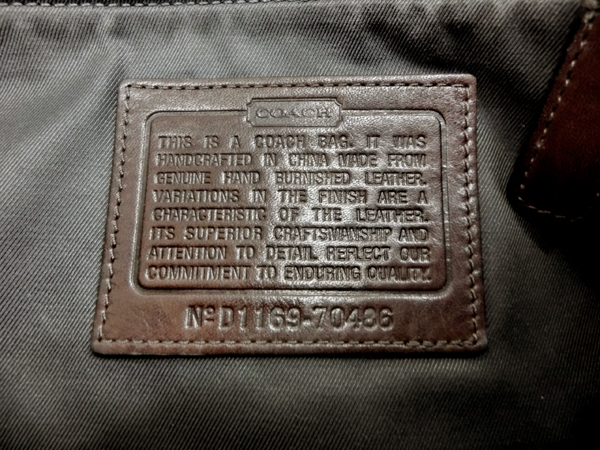 COACH
THIS IS A COACH BAG. IT WAS
HANDCRAFTED IN CHINA MADE FROM
GENUINE HAND BURNISHED LEATHER.
VARIATIONS IN THE FINISH ARE A
CHARACTERISTIC OF THE LEATHER.
ITS SUPERIOR CRAFTSMANSHIP AND
ATTENTION TO DETAIL REFLECT OUR
COMMITMENT TO ENDURING QUALITY.
Nº D1169-70486